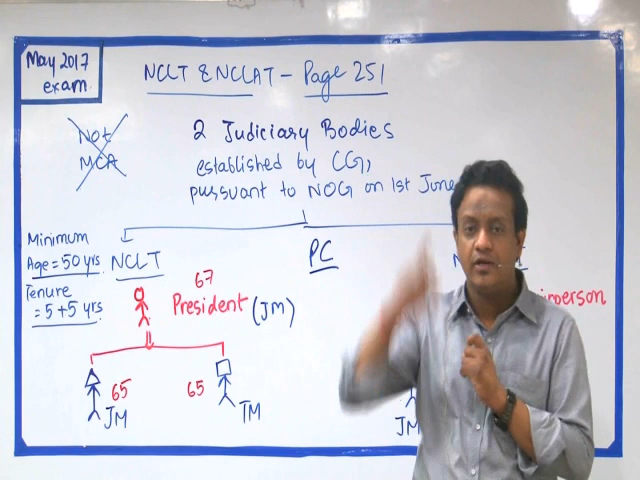 May 2017
exam
NCLT & NCLAT - Page 251
Not
MCA
2 Judiciary Bodies
established by CG,
pursuant to NOG on 1st June
Minimum
Age = 50 yrs
Tenure
= 5+5 yrs
NCLT
PC
N
T
67
President (JM)
irperson
65
JM
65
TM
JM